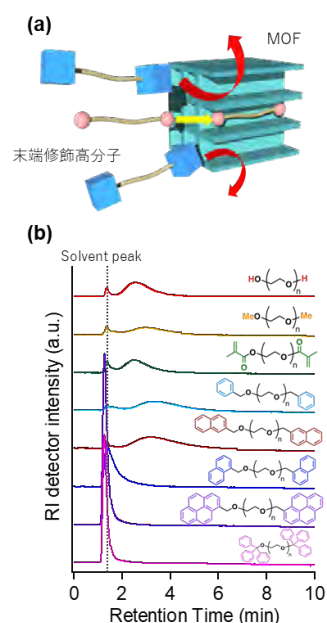 (a)
MOF
末端修飾高分子
(b)
Solvent peak
HO
O
H
n
MeO
O
Me
n
O
O
O
O
n
O
O
n
O
O
n
O
O
n
O
O
n
O
O
n
RI detector intensity (a.u.)
0 2 4 6 8 10
Retention Time (min)